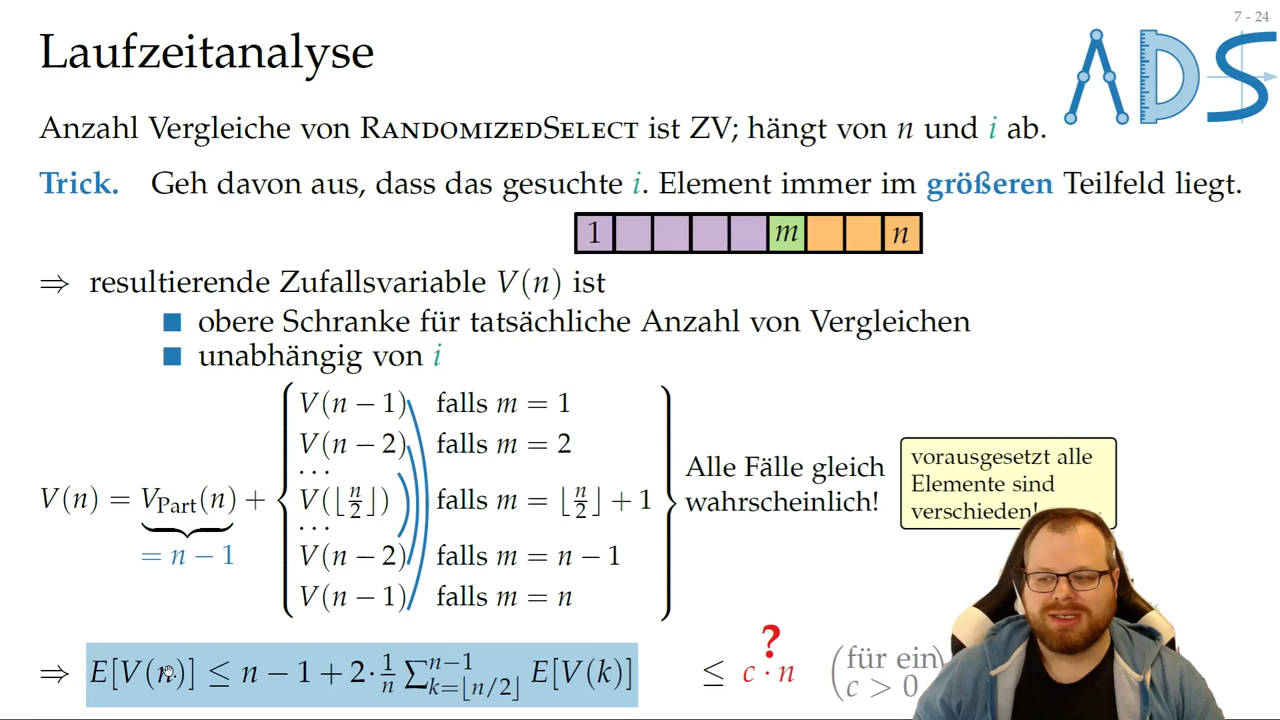 7 - 24
Laufzeitanalyse
ADS
Anzahl Vergleiche von RANDOMIZEDSELECT ist ZV; hängt von n und i ab.
Trick. Geh davon aus, dass das gesuchte i. Element immer im größeren Teilfeld liegt.
1 m n
⇒ resultierende Zufallsvariable V(n) ist
■ obere Schranke für tatsächliche Anzahl von Vergleichen
■ unabhängig von i
V(n − 1) falls m = 1
V(n − 2) falls m = 2
···
V(n) = V_Part(n) + { V(⌊n/2⌋) falls m = ⌊n/2⌋ + 1 }
···
V(n − 2) falls m = n − 1
V(n − 1) falls m = n
= n − 1
Alle Fälle gleich
wahrscheinlich!
vorausgesetzt alle
Elemente sind
verschieden!
⇒ E[V(n)] ≤ n − 1 + 2 · 1/n ∑_{k=⌊n/2⌋}^{n−1} E[V(k)] ≤ c · n
?
(für ein)
c > 0